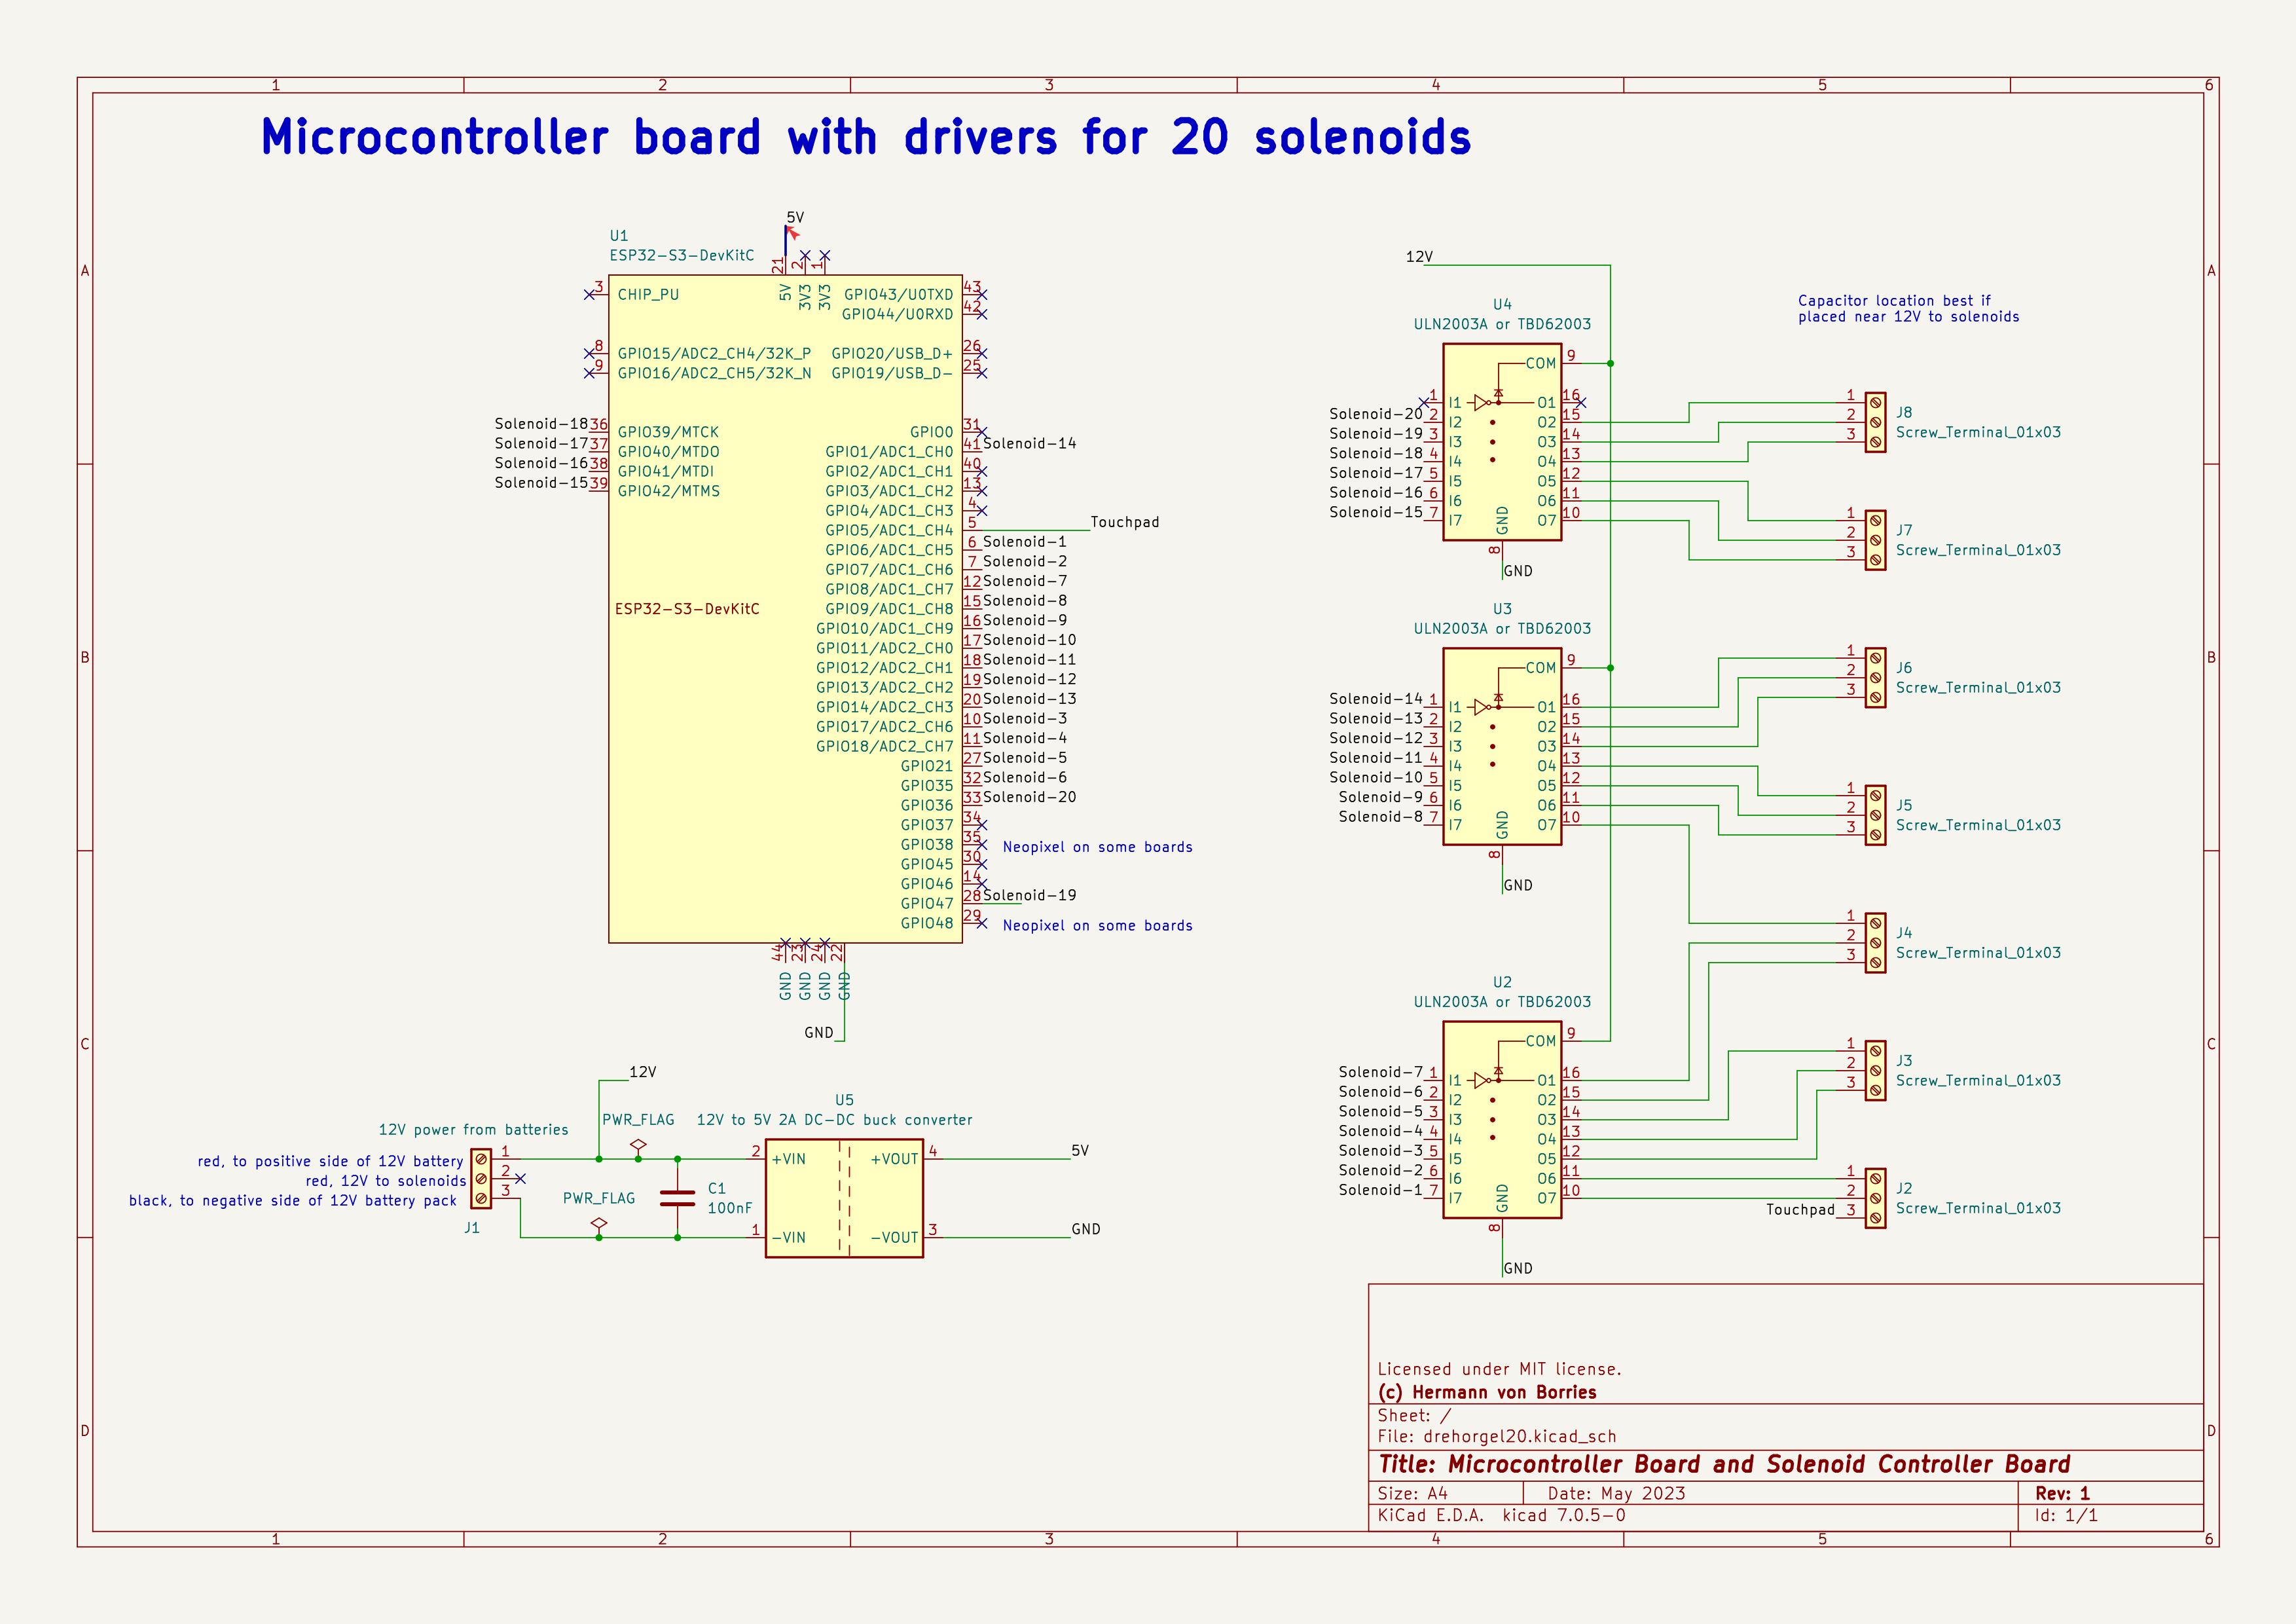 1 2 3 4 5 6
Microcontroller board with drivers for 20 solenoids
A
B
C
D
5V
U1
ESP32-S3-DevKitC
21 2 1
5V 3V3 3V3
3 CHIP_PU
8 GPIO15/ADC2_CH4/32K_P
9 GPIO16/ADC2_CH5/32K_N
Solenoid-18 36 GPIO39/MTCK
Solenoid-17 37 GPIO40/MTDO
Solenoid-16 38 GPIO41/MTDI
Solenoid-15 39 GPIO42/MTMS
ESP32-S3-DevKitC
GPIO43/U0TXD 43
GPIO44/U0RXD 42
GPIO20/USB_D+ 26
GPIO19/USB_D- 25
GPIO0 31
GPIO1/ADC1_CH0 41 Solenoid-14
GPIO2/ADC1_CH1 40
GPIO3/ADC1_CH2 13
GPIO4/ADC1_CH3 4
GPIO5/ADC1_CH4 5 Touchpad
GPIO6/ADC1_CH5 6 Solenoid-1
GPIO7/ADC1_CH6 7 Solenoid-2
GPIO8/ADC1_CH7 12 Solenoid-7
GPIO9/ADC1_CH8 15 Solenoid-8
GPIO10/ADC1_CH9 16 Solenoid-9
GPIO11/ADC2_CH0 17 Solenoid-10
GPIO12/ADC2_CH1 18 Solenoid-11
GPIO13/ADC2_CH2 19 Solenoid-12
GPIO14/ADC2_CH3 20 Solenoid-13
GPIO17/ADC2_CH6 10 Solenoid-3
GPIO18/ADC2_CH7 11 Solenoid-4
GPIO21 27 Solenoid-5
GPIO35 32 Solenoid-6
GPIO36 33 Solenoid-20
GPIO37 34
GPIO38 35 Neopixel on some boards
GPIO45 30
GPIO46 14
GPIO47 28 Solenoid-19
GPIO48 29 Neopixel on some boards
44 23 24 22
GND GND GND GND
GND
12V
PWR_FLAG
12V power from batteries
red, to positive side of 12V battery
red, 12V to solenoids
black, to negative side of 12V battery pack
1
2
3
J1
PWR_FLAG
C1
100nF
U5
12V to 5V 2A DC-DC buck converter
2 +VIN +VOUT 4 5V
1 -VIN -VOUT 3 GND
12V
U4
ULN2003A or TBD62003
COM 9
1 I1 O1 16
Solenoid-20 2 I2 O2 15
Solenoid-19 3 I3 O3 14
Solenoid-18 4 I4 O4 13
Solenoid-17 5 I5 O5 12
Solenoid-16 6 I6 O6 11
Solenoid-15 7 I7 O7 10
GND
8
GND
U3
ULN2003A or TBD62003
COM 9
Solenoid-14 1 I1 O1 16
Solenoid-13 2 I2 O2 15
Solenoid-12 3 I3 O3 14
Solenoid-11 4 I4 O4 13
Solenoid-10 5 I5 O5 12
Solenoid-9 6 I6 O6 11
Solenoid-8 7 I7 O7 10
GND
8
GND
U2
ULN2003A or TBD62003
COM 9
Solenoid-7 1 I1 O1 16
Solenoid-6 2 I2 O2 15
Solenoid-5 3 I3 O3 14
Solenoid-4 4 I4 O4 13
Solenoid-3 5 I5 O5 12
Solenoid-2 6 I6 O6 11
Solenoid-1 7 I7 O7 10
GND
8
GND
Capacitor location best if
placed near 12V to solenoids
1
2
3
J8
Screw_Terminal_01x03
1
2
3
J7
Screw_Terminal_01x03
1
2
3
J6
Screw_Terminal_01x03
1
2
3
J5
Screw_Terminal_01x03
1
2
3
J4
Screw_Terminal_01x03
1
2
3
J3
Screw_Terminal_01x03
1
2
Touchpad 3
J2
Screw_Terminal_01x03
A
B
C
D
Licensed under MIT license.
(c) Hermann von Borries
Sheet: /
File: drehorgel20.kicad_sch
Title: Microcontroller Board and Solenoid Controller Board
Size: A4 Date: May 2023 Rev: 1
KiCad E.D.A. kicad 7.0.5-0 Id: 1/1
1 2 3 4 5 6